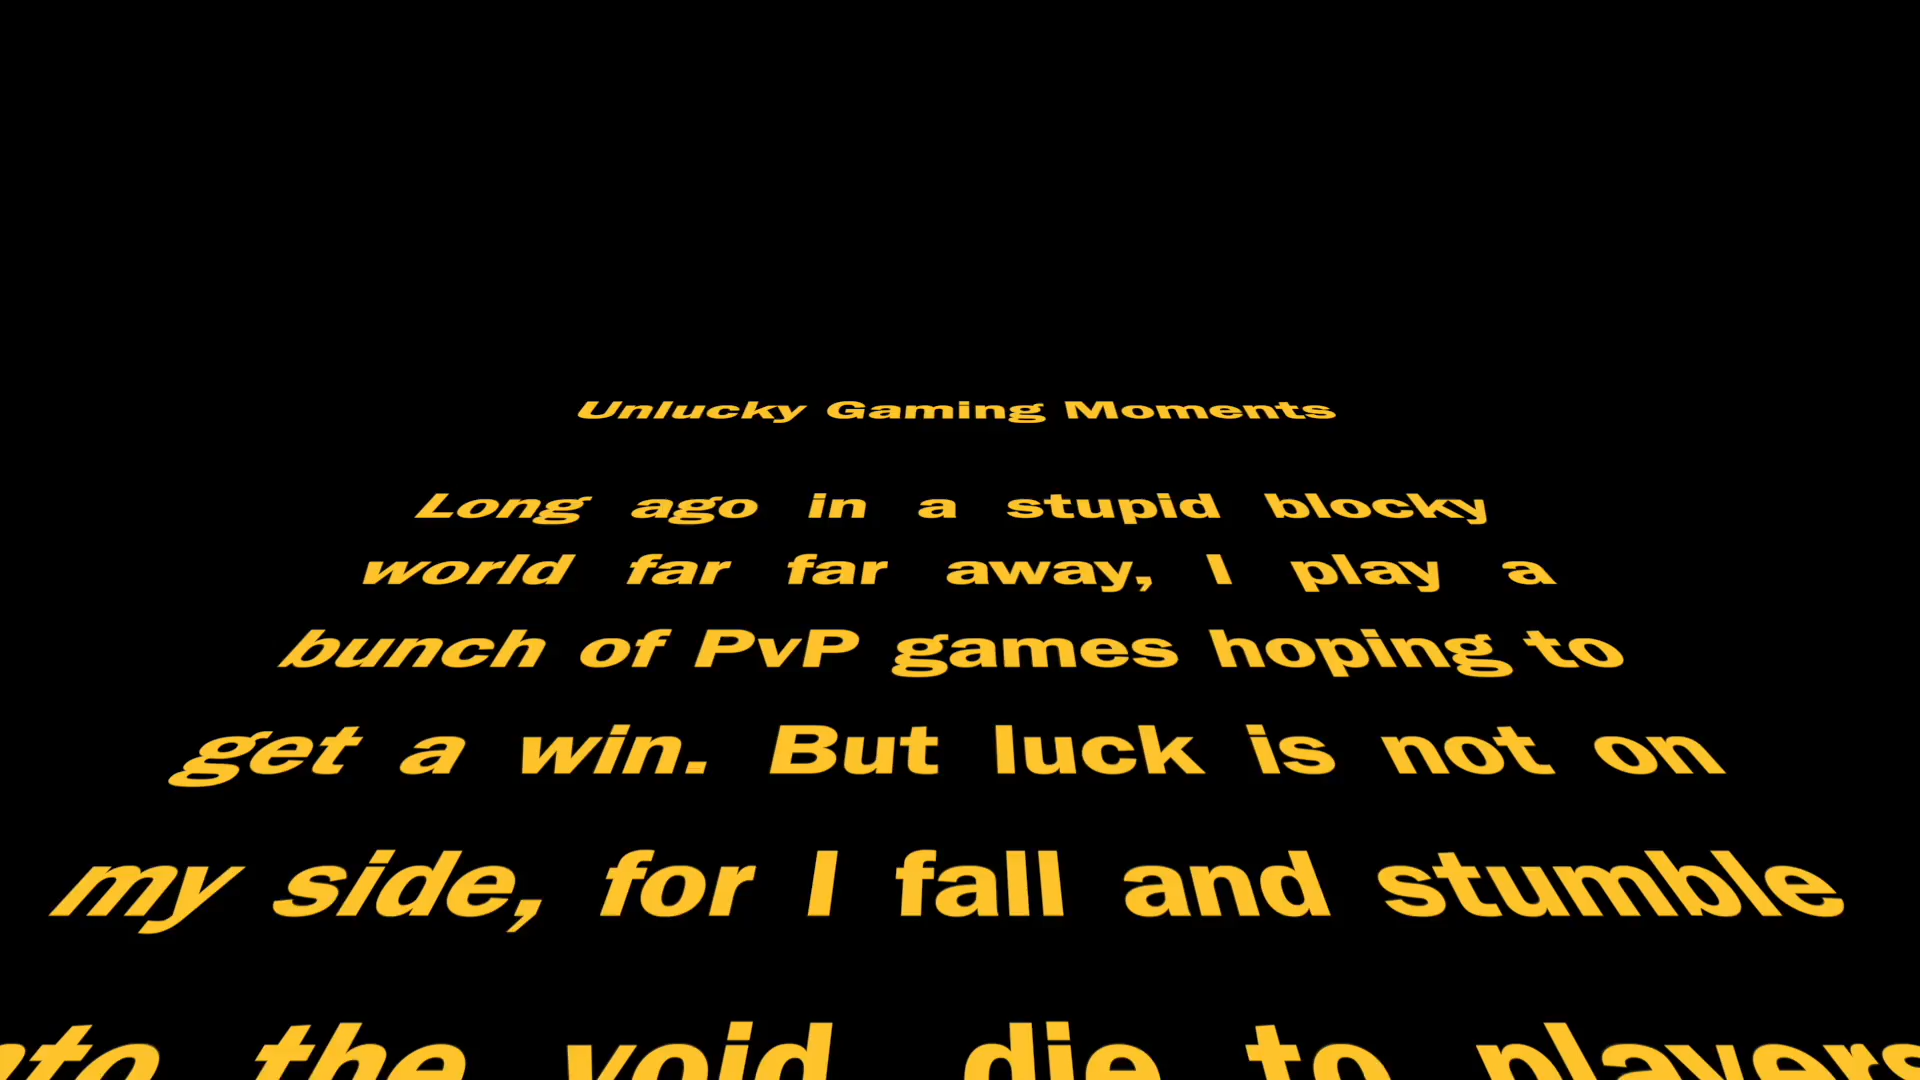 Unlucky Gaming Moments
Long ago in a stupid blocky
world far far away, I play a
bunch of PvP games hoping to
get a win. But luck is not on
my side, for I fall and stumble
the void die to players